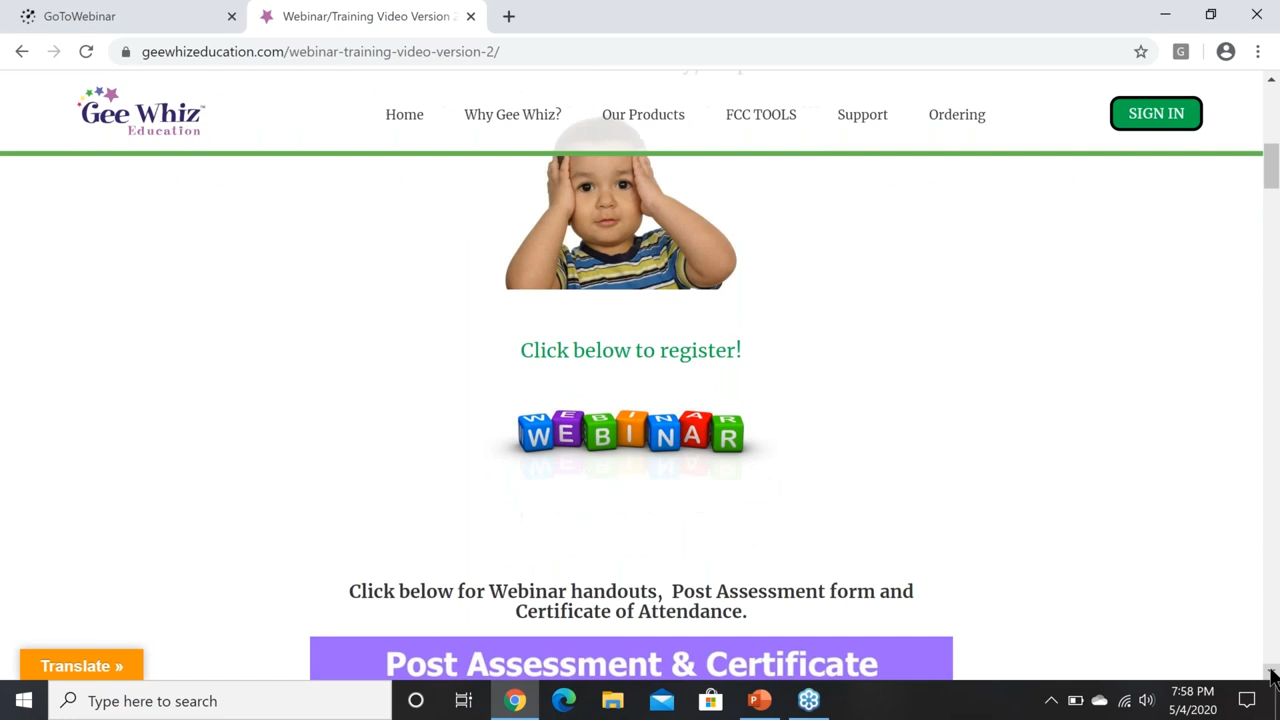 GoToWebinar
Webinar/Training Video Version 2
geewhizeducation.com/webinar-training-video-version-2/
G
Gee Whiz
Education
Home
Why Gee Whiz?
Our Products
FCC TOOLS
Support
Ordering
SIGN IN
Click below to register!
WEBINAR
WEBINAR
Click below for Webinar handouts, Post Assessment form and
Certificate of Attendance.
Post Assessment & Certificate
Translate »
Type here to search
7:58 PM
5/4/2020